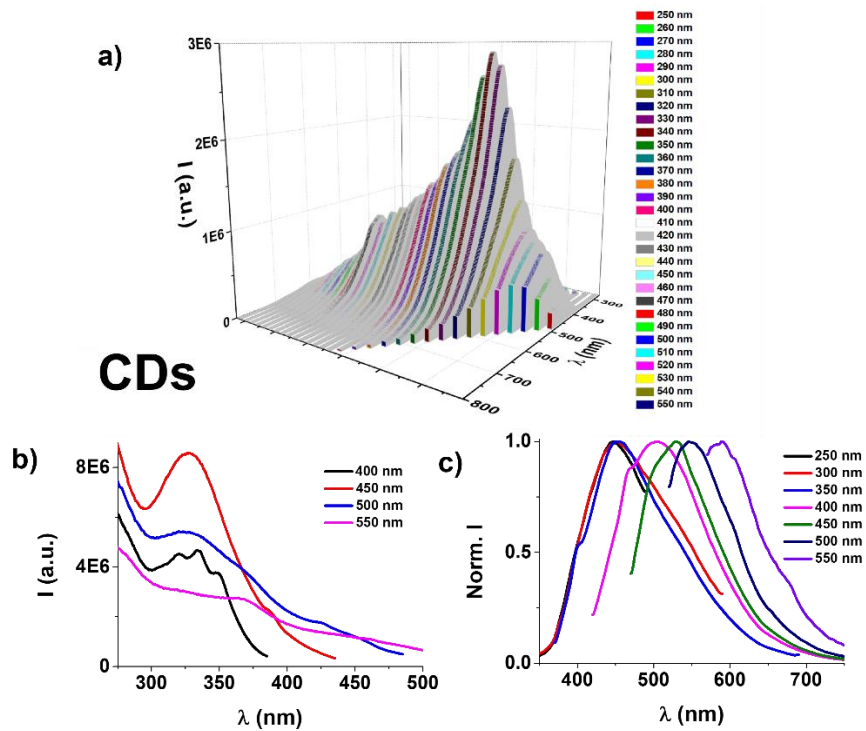 a)
3E6
2E6
1E6
0
I (a.u.)
300
400
500
600
700
800
λ (nm)
CDs
250 nm
260 nm
270 nm
280 nm
290 nm
300 nm
310 nm
320 nm
330 nm
340 nm
350 nm
360 nm
370 nm
380 nm
390 nm
400 nm
410 nm
420 nm
430 nm
440 nm
450 nm
460 nm
470 nm
480 nm
490 nm
500 nm
510 nm
520 nm
530 nm
540 nm
550 nm
b)
8E6
4E6
0
I (a.u.)
300 350 400 450 500
λ (nm)
400 nm
450 nm
500 nm
550 nm
c)
1.0
0.5
0.0
Norm. I
400 500 600 700
λ (nm)
250 nm
300 nm
350 nm
400 nm
450 nm
500 nm
550 nm